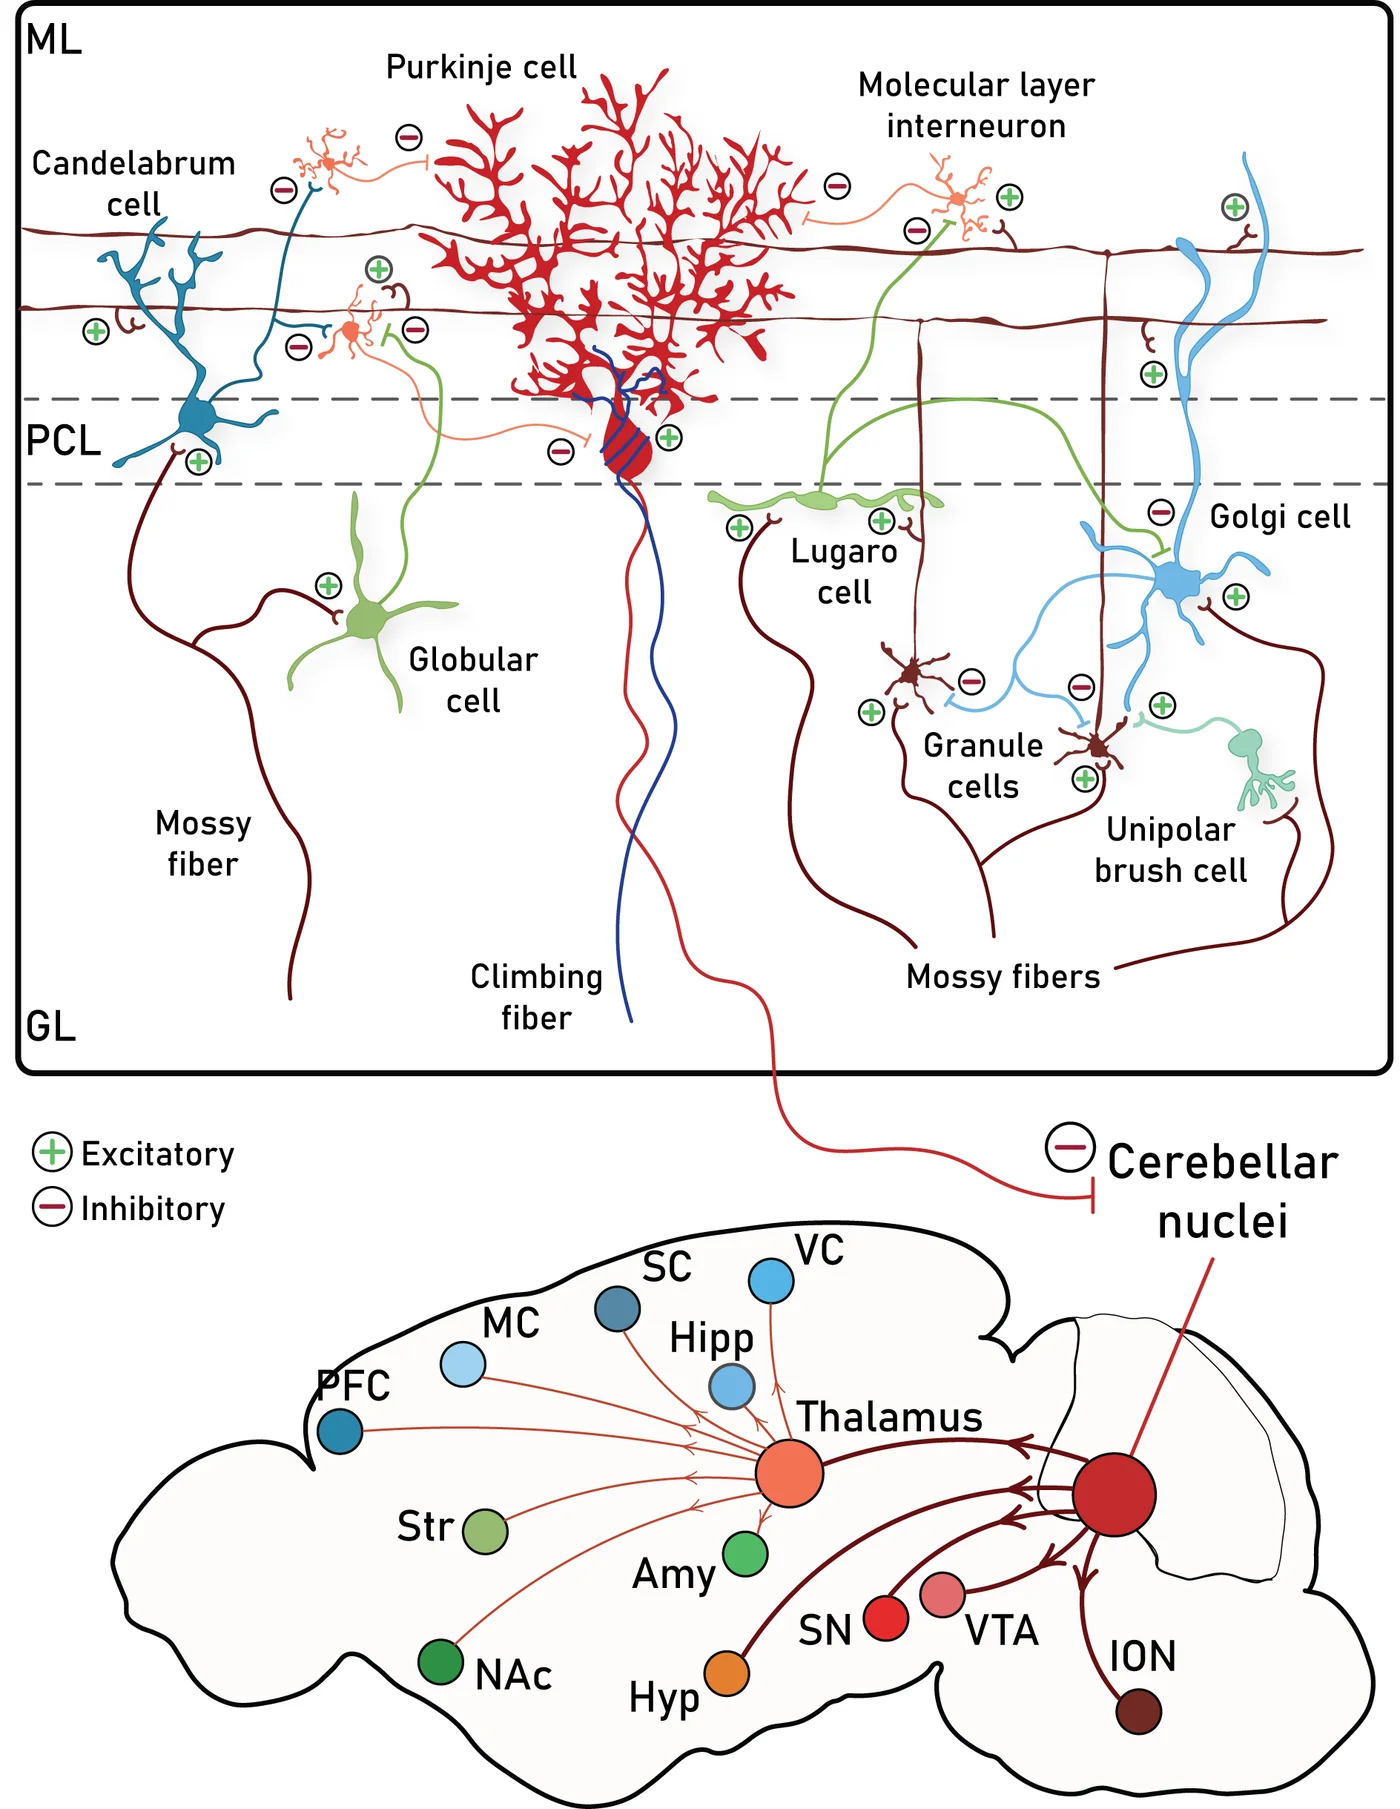 ML
Purkinje cell
Molecular layer
interneuron
Candelabrum
cell
PCL
Golgi cell
Lugaro
cell
Globular
cell
Granule
cells
Mossy
fiber
Unipolar
brush cell
Climbing
fiber
Mossy fibers
GL
Excitatory
Inhibitory
Cerebellar
nuclei
VC
SC
MC
Hipp
PFC
Thalamus
Str
Amy
SN
VTA
NAc
Hyp
ION